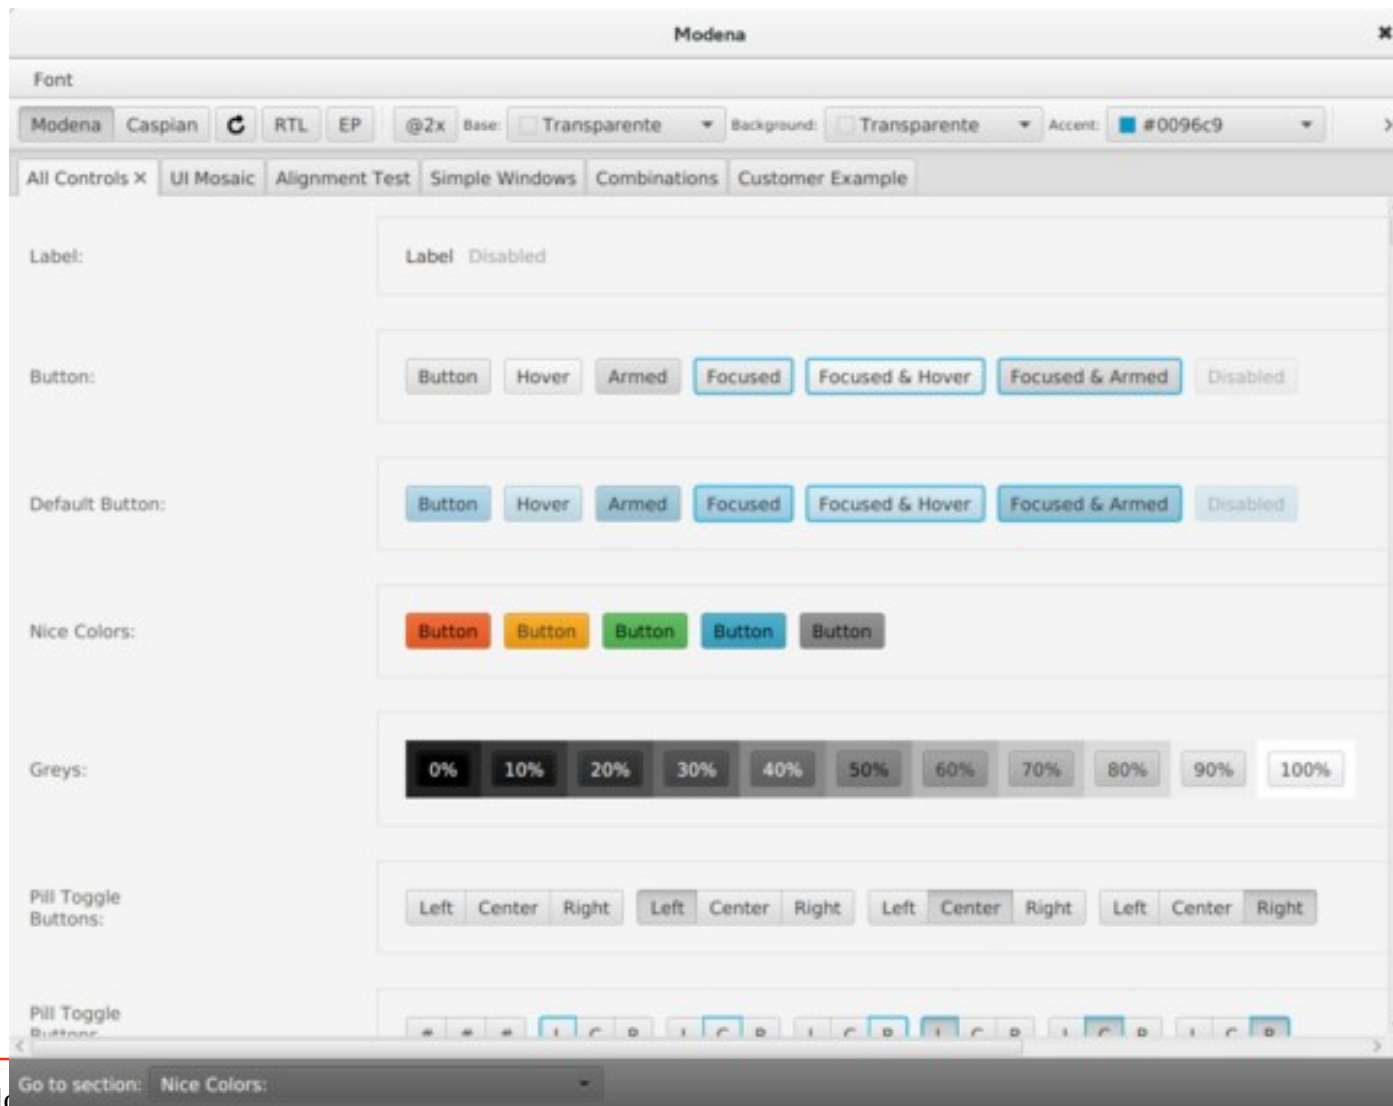 Modena
Font
Modena Caspian RTL EP @2x Base: Transparente Background: Transparente Accent: #0096c9
All Controls UI Mosaic Alignment Test Simple Windows Combinations Customer Example
Label: Label Disabled
Button: Button Hover Armed Focused Focused & Hover Focused & Armed Disabled
Default Button: Button Hover Armed Focused Focused & Hover Focused & Armed Disabled
Nice Colors: Button Button Button Button Button
Greys: 0% 10% 20% 30% 40% 50% 60% 70% 80% 90% 100%
Pill Toggle
Buttons: Left Center Right Left Center Right Left Center Right Left Center Right
Pill Toggle
Go to section: Nice Colors: